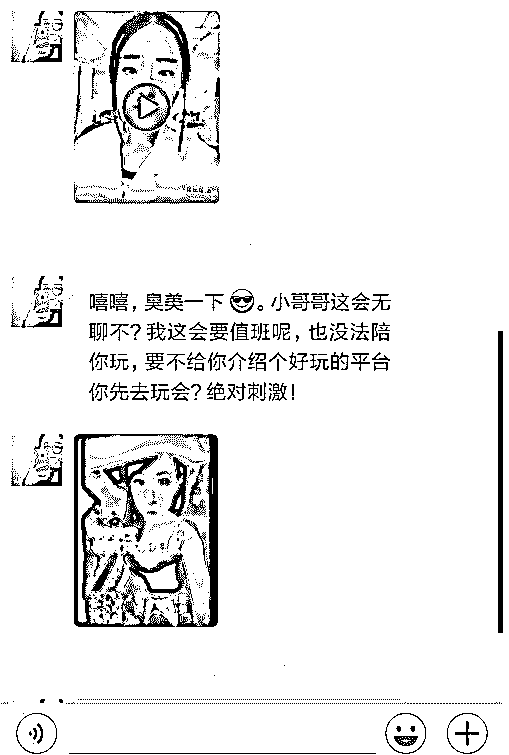 嘻嘻，臭美一下😎。小哥哥这会无
聊不？我这会要值班呢，也没法陪
你玩，要不给你介绍个好玩的平台
你先去玩会？绝对刺激！